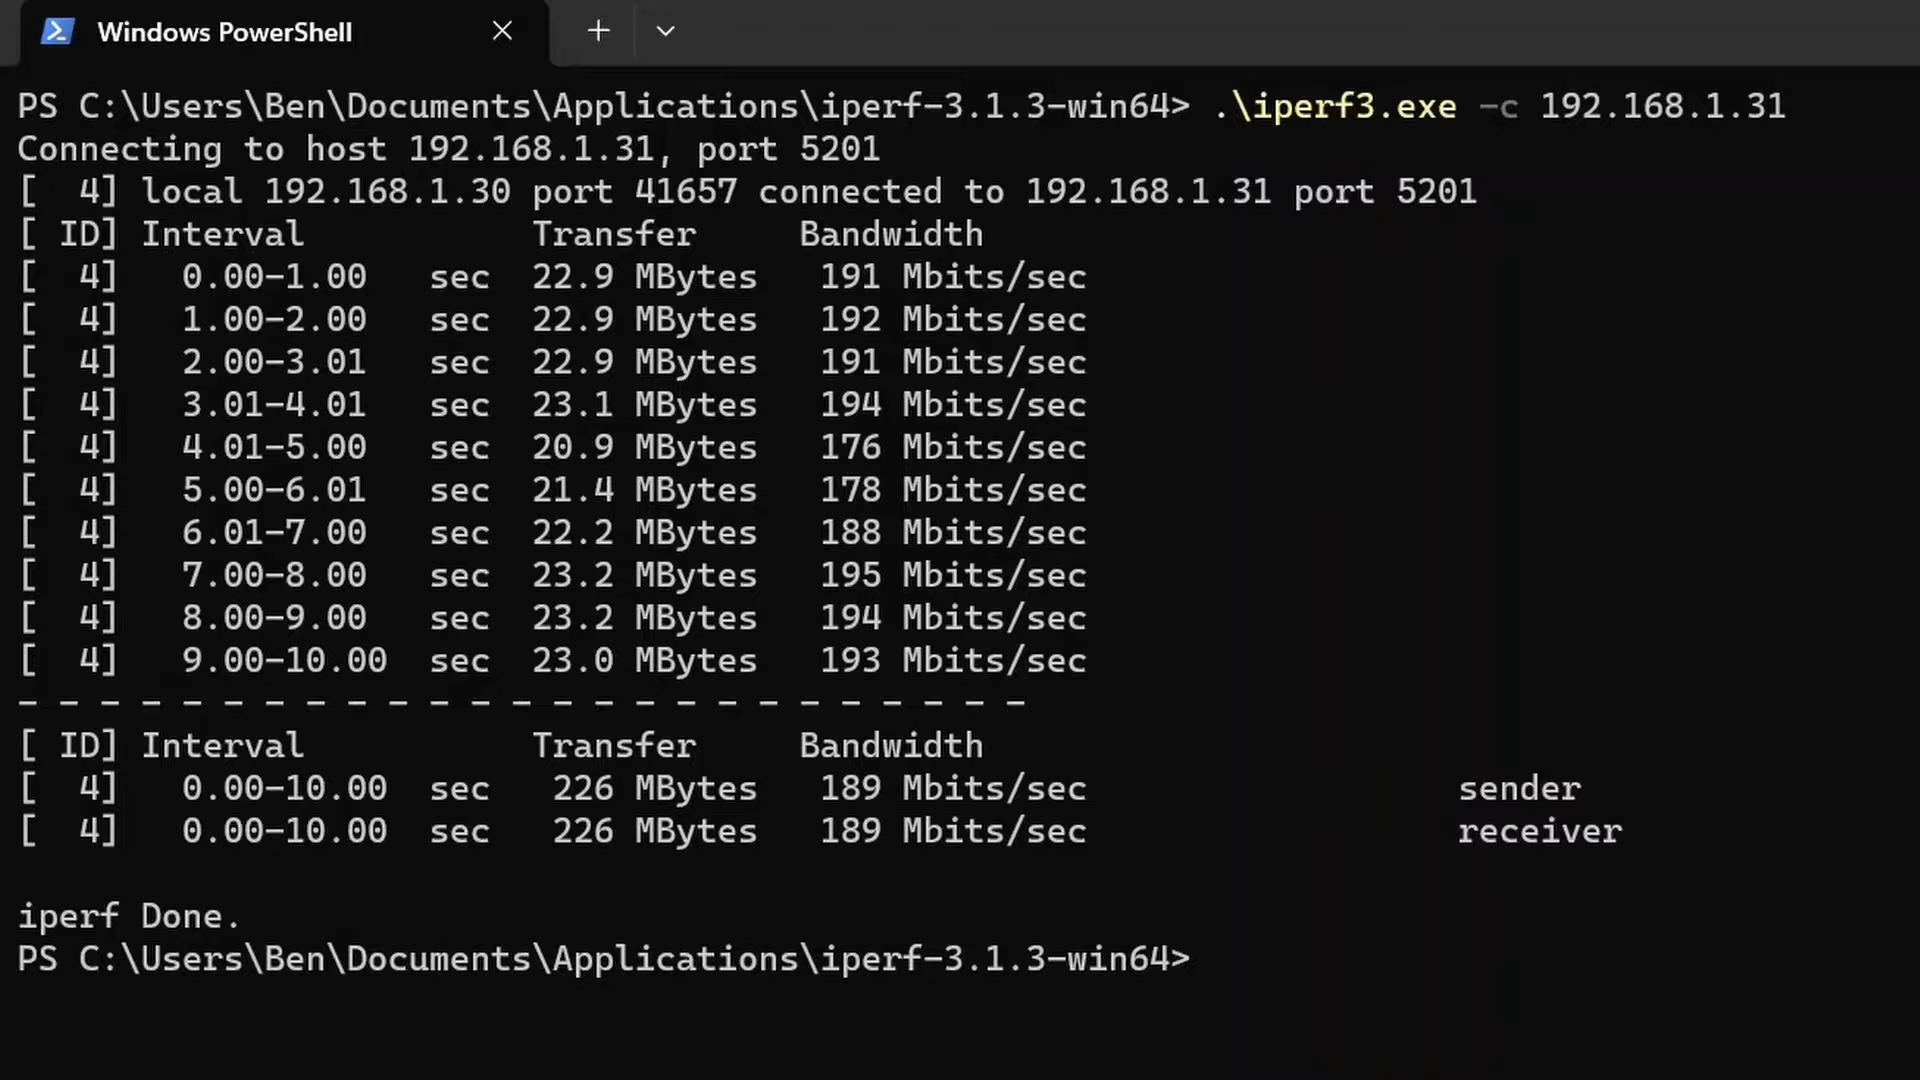 Windows PowerShell
PS C:\Users\Ben\Documents\Applications\iperf-3.1.3-win64> .\iperf3.exe -c 192.168.1.31
Connecting to host 192.168.1.31, port 5201
[  4] local 192.168.1.30 port 41657 connected to 192.168.1.31 port 5201
[ ID] Interval           Transfer     Bandwidth
[  4]   0.00-1.00   sec  22.9 MBytes   191 Mbits/sec
[  4]   1.00-2.00   sec  22.9 MBytes   192 Mbits/sec
[  4]   2.00-3.01   sec  22.9 MBytes   191 Mbits/sec
[  4]   3.01-4.01   sec  23.1 MBytes   194 Mbits/sec
[  4]   4.01-5.00   sec  20.9 MBytes   176 Mbits/sec
[  4]   5.00-6.01   sec  21.4 MBytes   178 Mbits/sec
[  4]   6.01-7.00   sec  22.2 MBytes   188 Mbits/sec
[  4]   7.00-8.00   sec  23.2 MBytes   195 Mbits/sec
[  4]   8.00-9.00   sec  23.2 MBytes   194 Mbits/sec
[  4]   9.00-10.00  sec  23.0 MBytes   193 Mbits/sec
- - - - - - - - - - - - - - - - - - - - - - - - -
[ ID] Interval           Transfer     Bandwidth
[  4]   0.00-10.00  sec   226 MBytes   189 Mbits/sec                  sender
[  4]   0.00-10.00  sec   226 MBytes   189 Mbits/sec                  receiver
iperf Done.
PS C:\Users\Ben\Documents\Applications\iperf-3.1.3-win64>